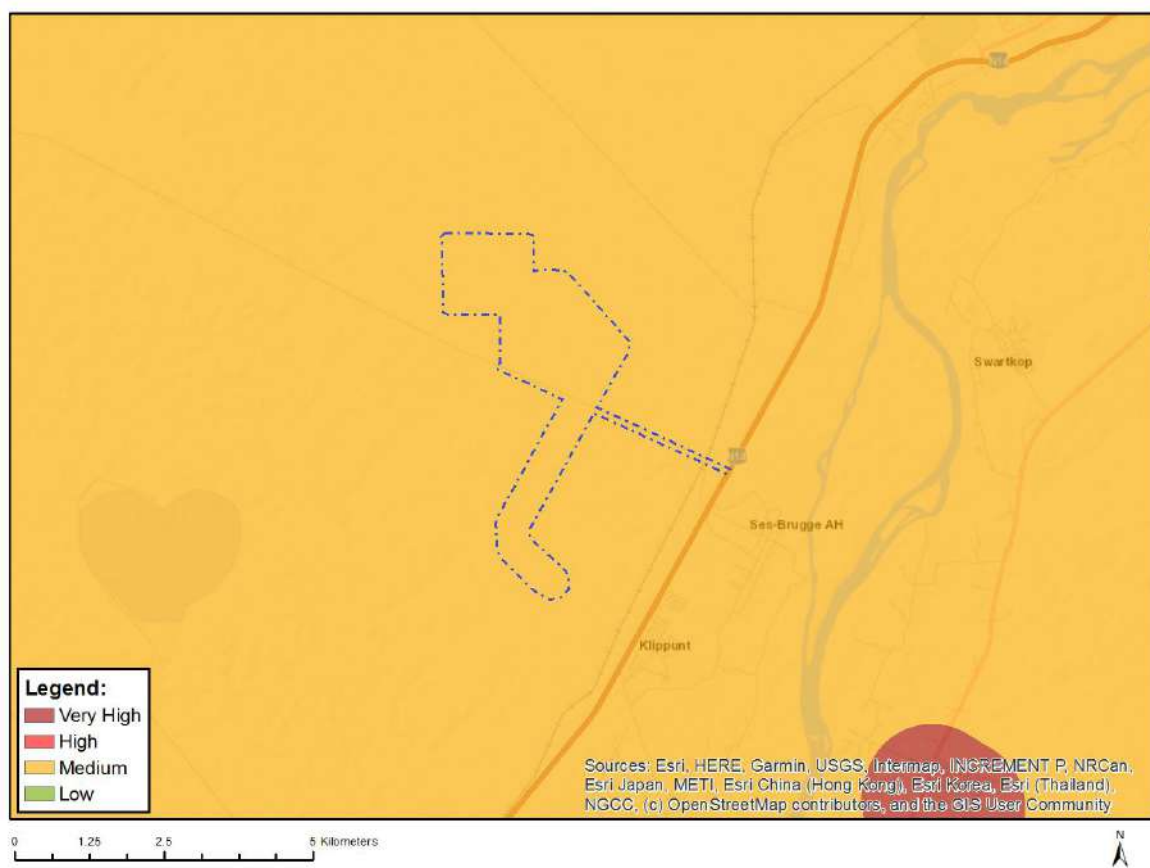 Swartkop
Ses-Brugge AH
Klippunt
Legend:
Very High
High
Medium
Low
Sources: Esri, HERE, Garmin, USGS, Intermap, INCREMENT P, NRCan,
Esri Japan, METI, Esri China (Hong Kong), Esri Korea, Esri (Thailand),
NGCC, (c) OpenStreetMap contributors, and the GIS User Community
0 1.25 2.5 5 Kilometers
N